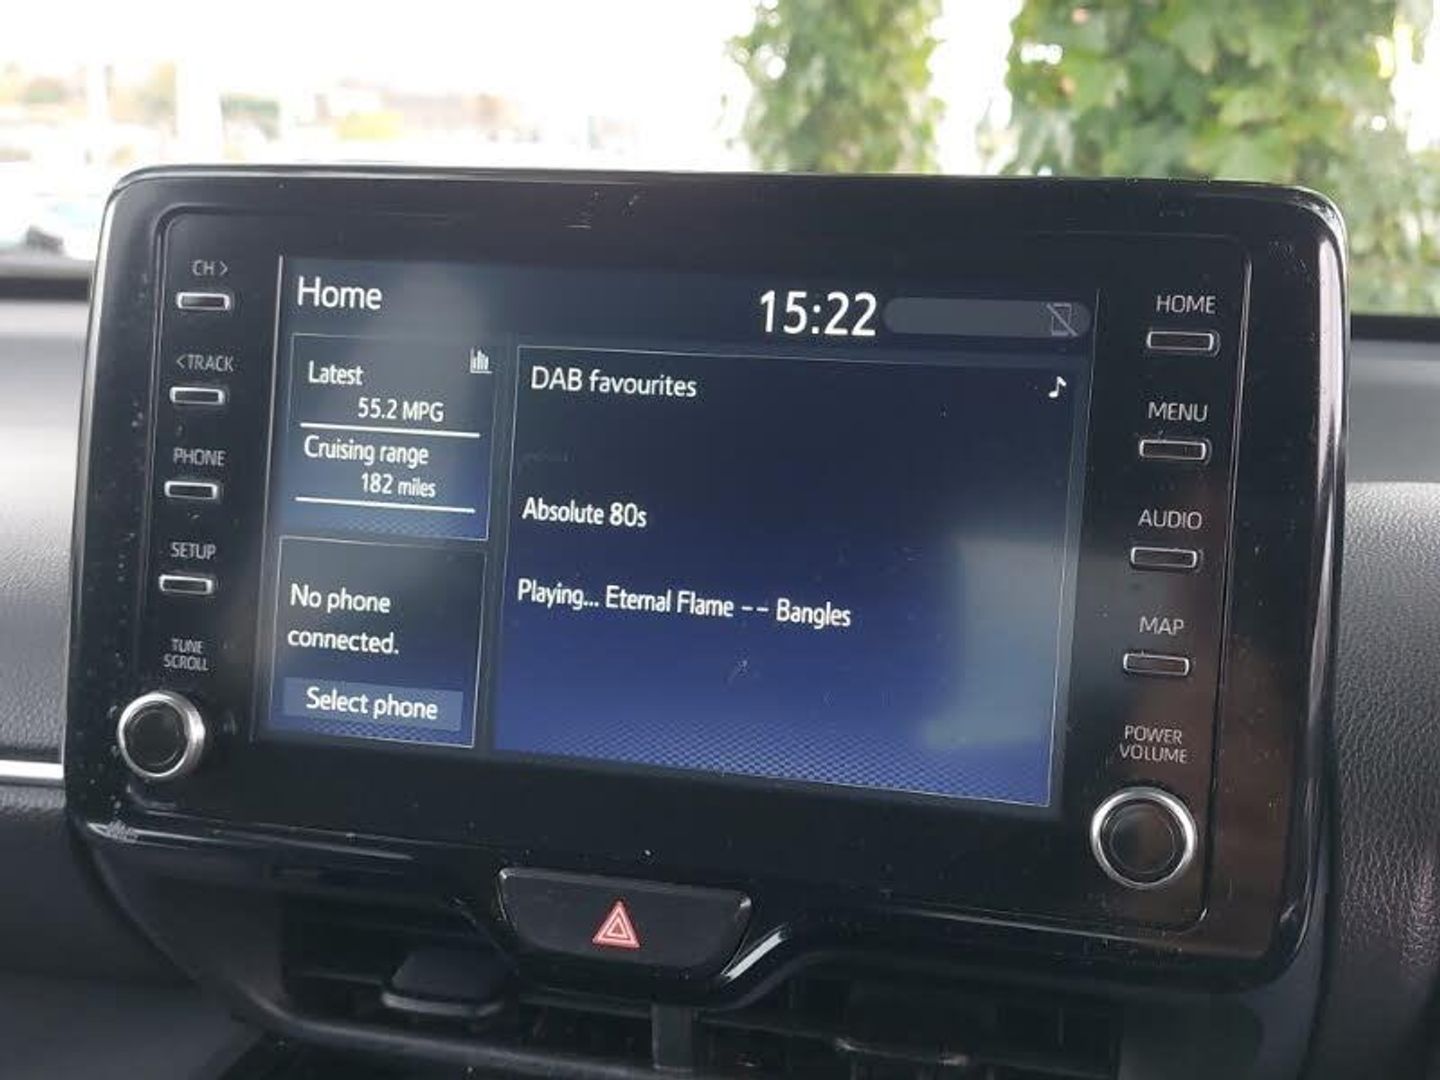 CH >
< TRACK
PHONE
SETUP
TUNE
SCROLL
Home
15:22
Latest
55.2 MPG
Cruising range
182 miles
No phone
connected.
Select phone
DAB favourites
Absolute 80s
Playing... Eternal Flame -- Bangles
HOME
MENU
AUDIO
MAP
POWER
VOLUME